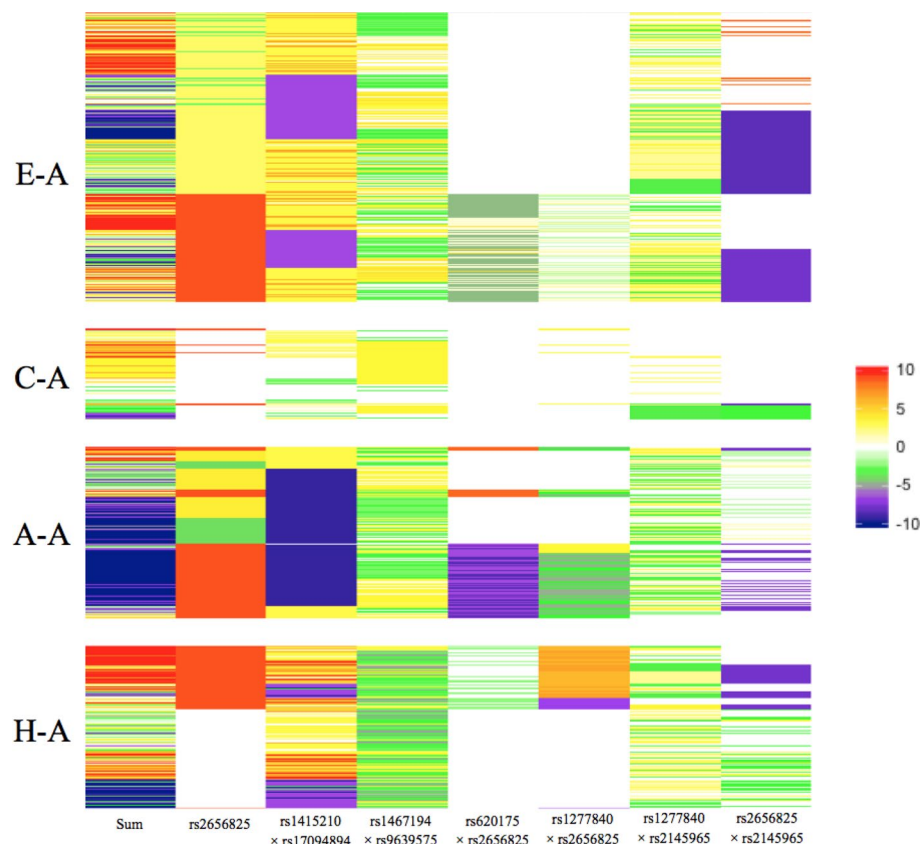 E-A
C-A
A-A
H-A
10
5
0
-5
-10
Sum
rs2656825
rs1415210
× rs17094894
rs1467194
× rs9639575
rs620175
× rs2656825
rs1277840
× rs2656825
rs1277840
× rs2145965
rs2656825
× rs2145965